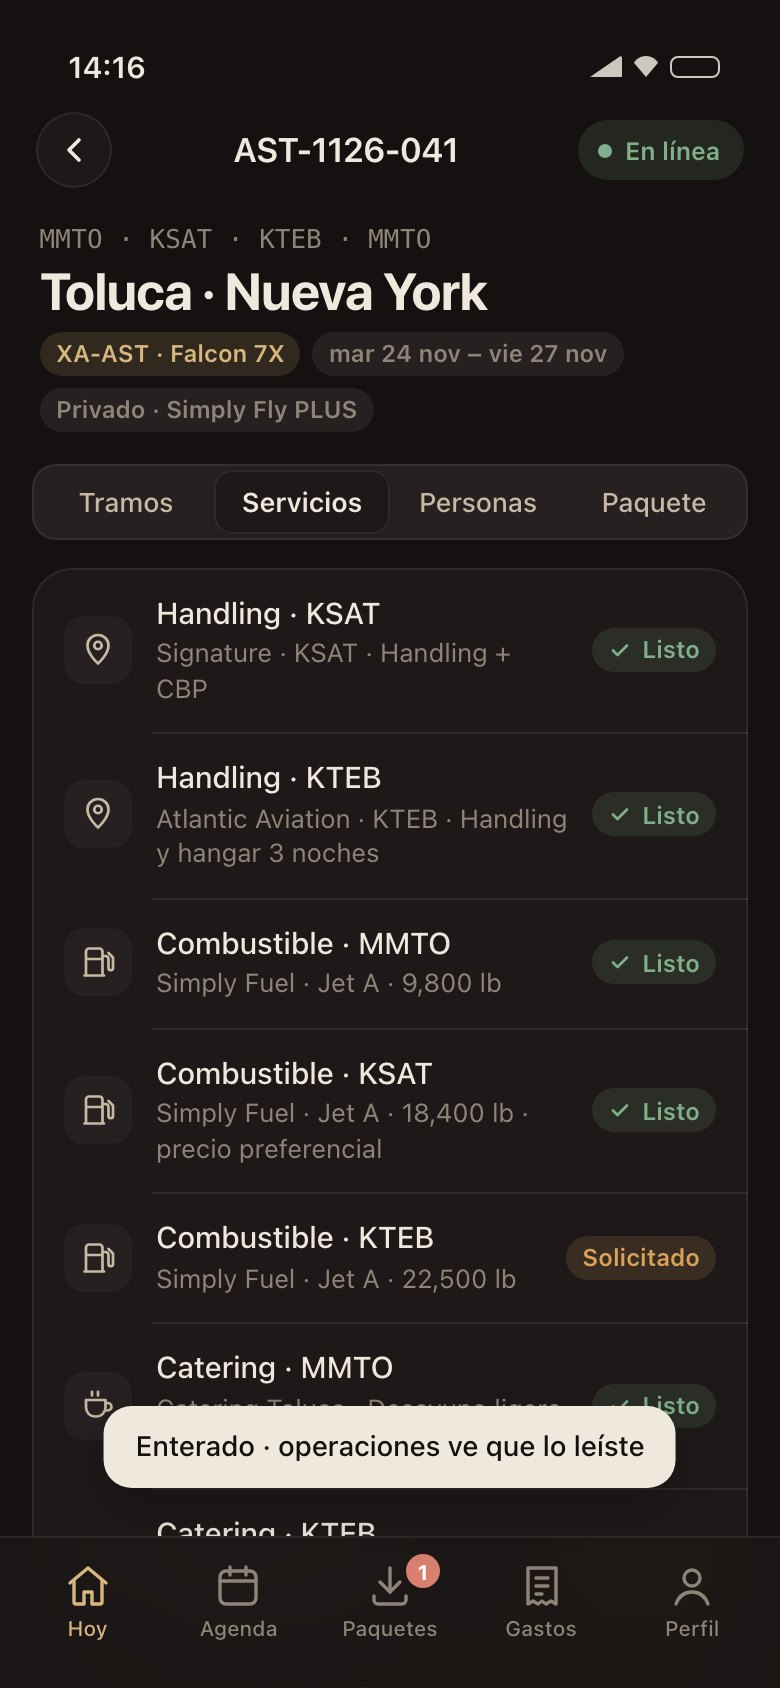 14:16
AST-1126-041
En línea
MMTO · KSAT · KTEB · MMTO
Toluca · Nueva York
XA-AST · Falcon 7X
mar 24 nov – vie 27 nov
Privado · Simply Fly PLUS
Tramos
Servicios
Personas
Paquete
Handling · KSAT
Signature · KSAT · Handling +
CBP
Listo
Handling · KTEB
Atlantic Aviation · KTEB · Handling
y hangar 3 noches
Listo
Combustible · MMTO
Simply Fuel · Jet A · 9,800 lb
Listo
Combustible · KSAT
Simply Fuel · Jet A · 18,400 lb ·
precio preferencial
Listo
Combustible · KTEB
Simply Fuel · Jet A · 22,500 lb
Solicitado
Catering · MMTO
Listo
Enterado · operaciones ve que lo leíste
Catering · KTEB
1
Hoy
Agenda
Paquetes
Gastos
Perfil